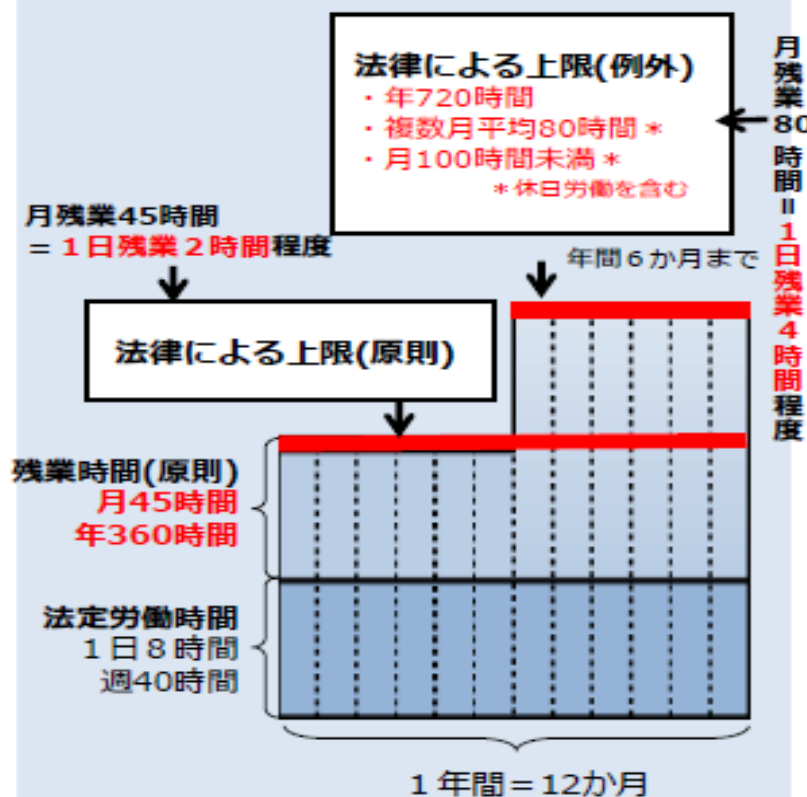 法律による上限(例外)
・年720時間
・複数月平均80時間＊
・月100時間未満＊
＊休日労働を含む
月残業80時間＝1日残業４時間程度
月残業45時間
＝１日残業２時間程度
年間６か月まで
法律による上限(原則)
残業時間(原則)
月45時間
年360時間
法定労働時間
１日８時間
週40時間
１年間＝12か月